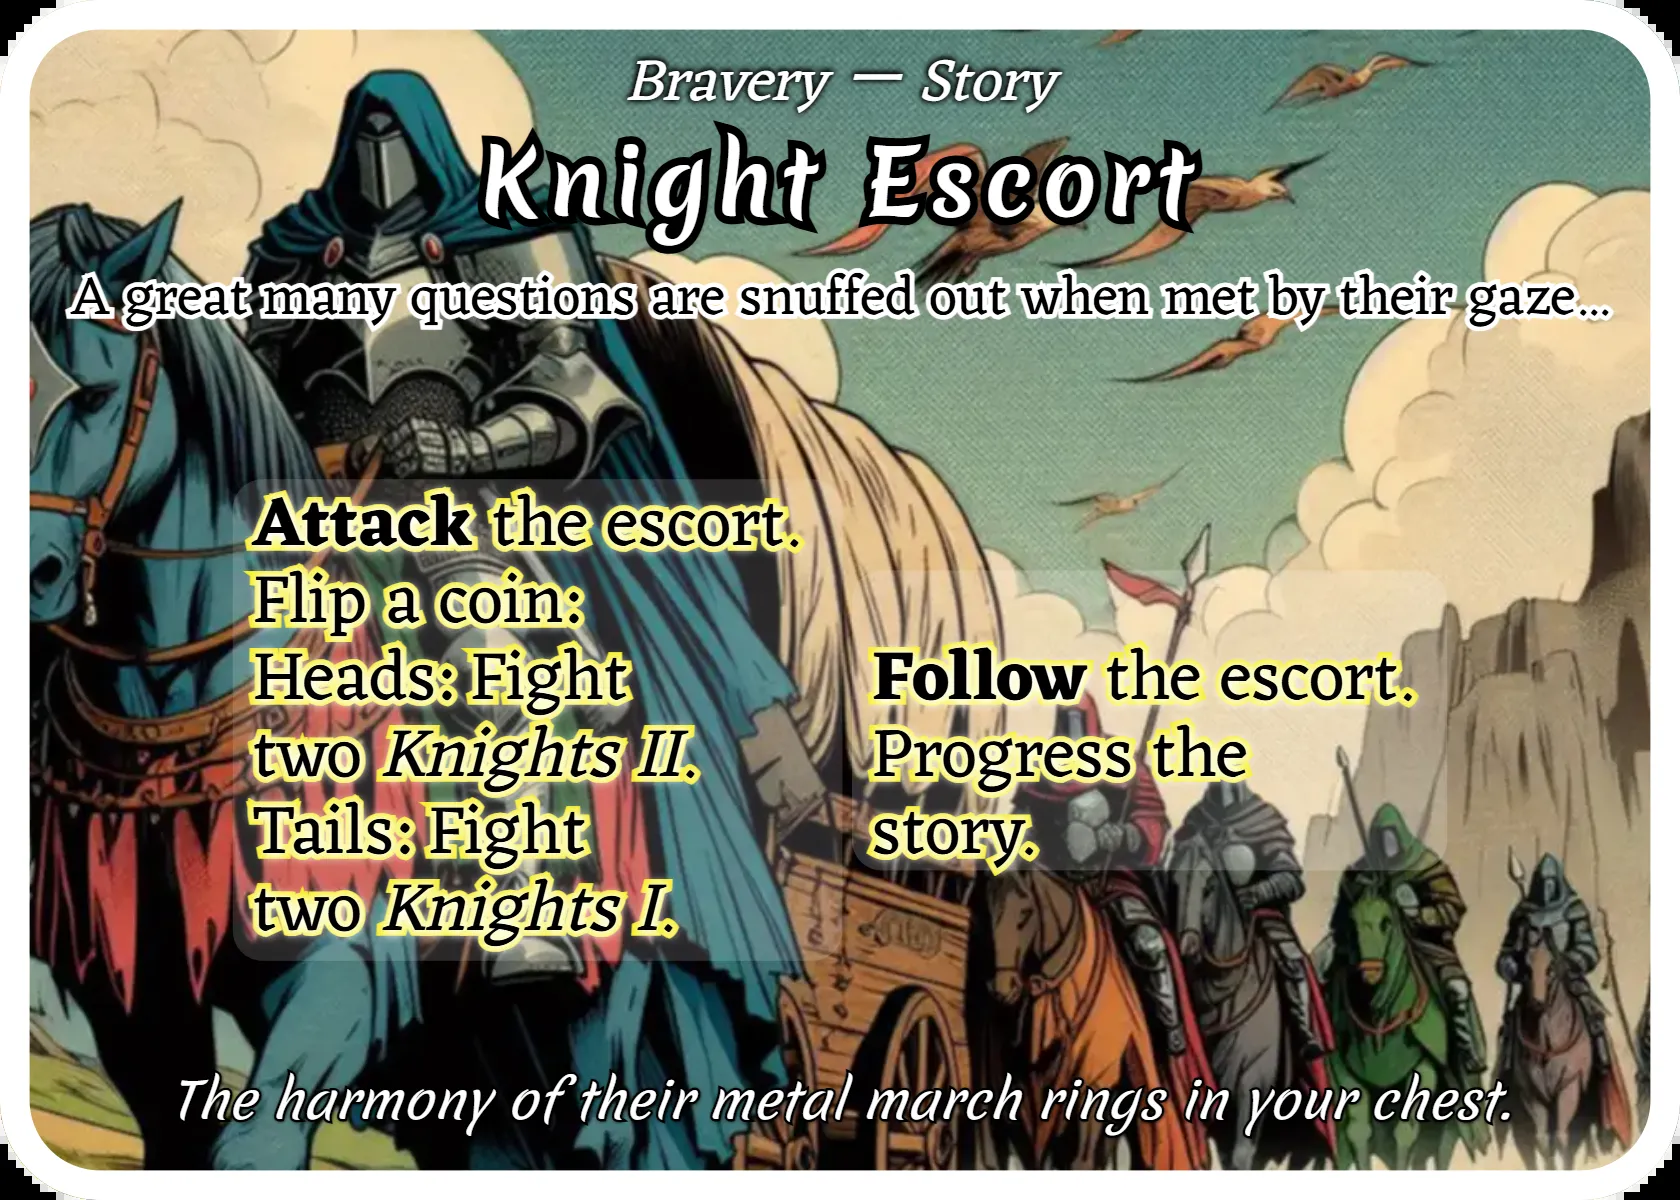 Bravery — Story
Knight Escort
A great many questions are snuffed out when met by their gaze...
Attack the escort.
Flip a coin:
Heads: Fight
two Knights II.
Tails: Fight
two Knights I.
Follow the escort.
Progress the
story.
The harmony of their metal march rings in your chest.